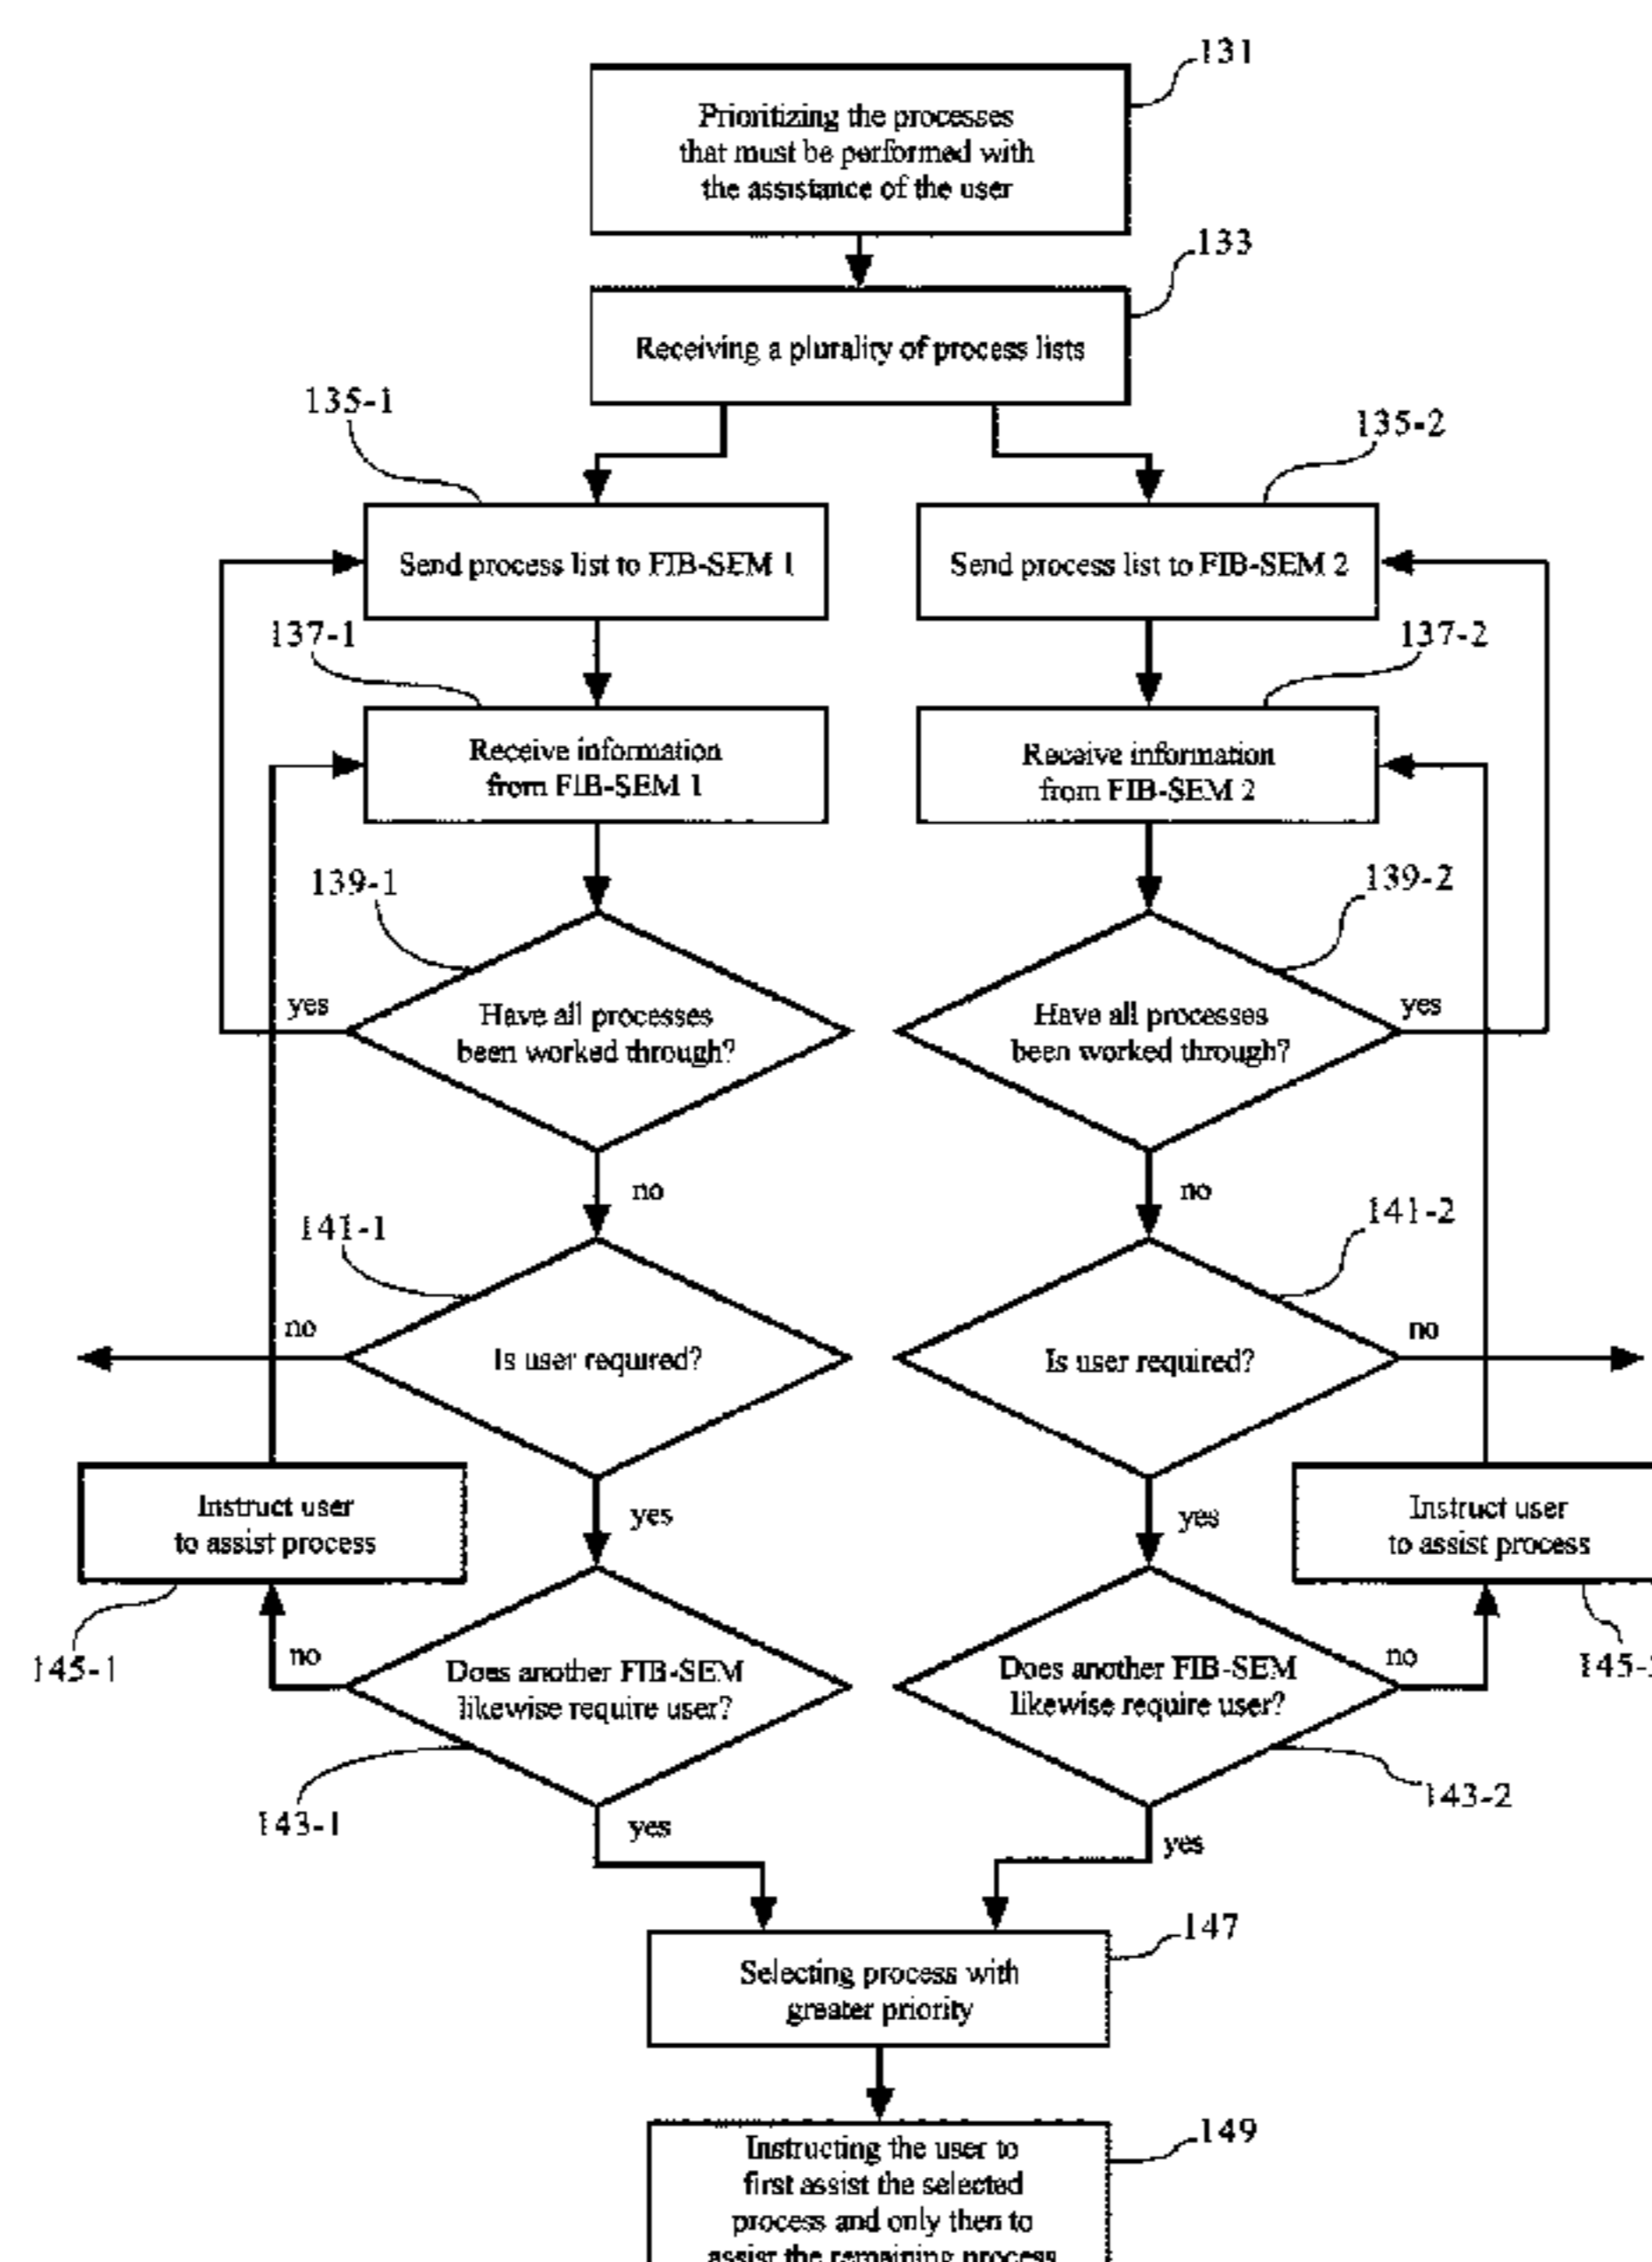 131
Prioritizing the processes
that must be performed with
the assistance of the user
133
Receiving a plurality of process lists
135-1
135-2
Send process list to FIB-SEM 1
Send process list to FIB-SEM 2
137-1
137-2
Receive information
from FIB-SEM 1
Receive information
from FIB-SEM 2
139-1
139-2
yes
Have all processes
been worked through?
Have all processes
been worked through?
yes
no
no
141-1
141-2
no
Is user required?
Is user required?
no
Instruct user
to assist process
yes
yes
Instruct user
to assist process
145-1
no
Does another FIB-SEM
likewise require user?
Does another FIB-SEM
likewise require user?
no
145-
143-1
143-2
yes
yes
147
Selecting process with
greater priority
149
Instructing the user to
first assist the selected
process and only then to
assist the remaining process